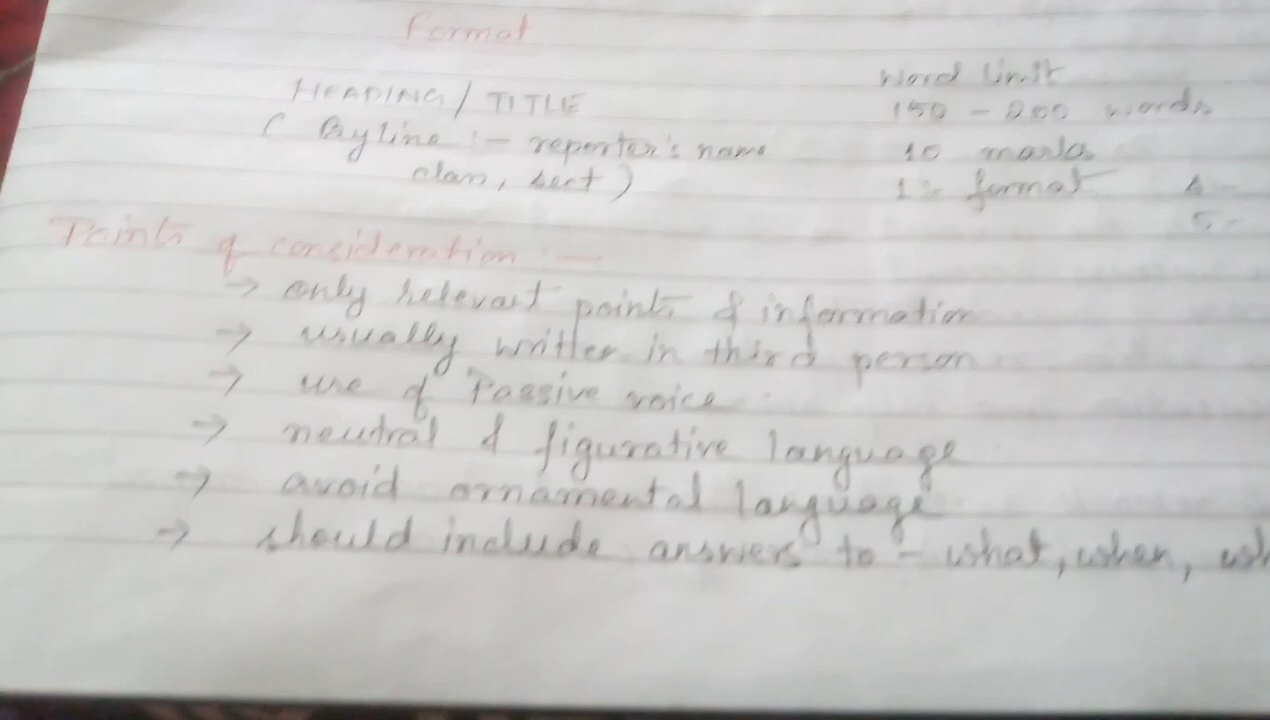 Format
HEADING / TITLE
( Byline :- reporter's name
class, sect )
Word limit
150 - 200 words
10 marks
1 :- format 4 -
5 -
Points of consideration :-
→ only relevant points & information
→ usually written in third person
→ use of Passive voice
→ neutral & figurative language
→ avoid ornamental language
→ should include answers to - what, when,